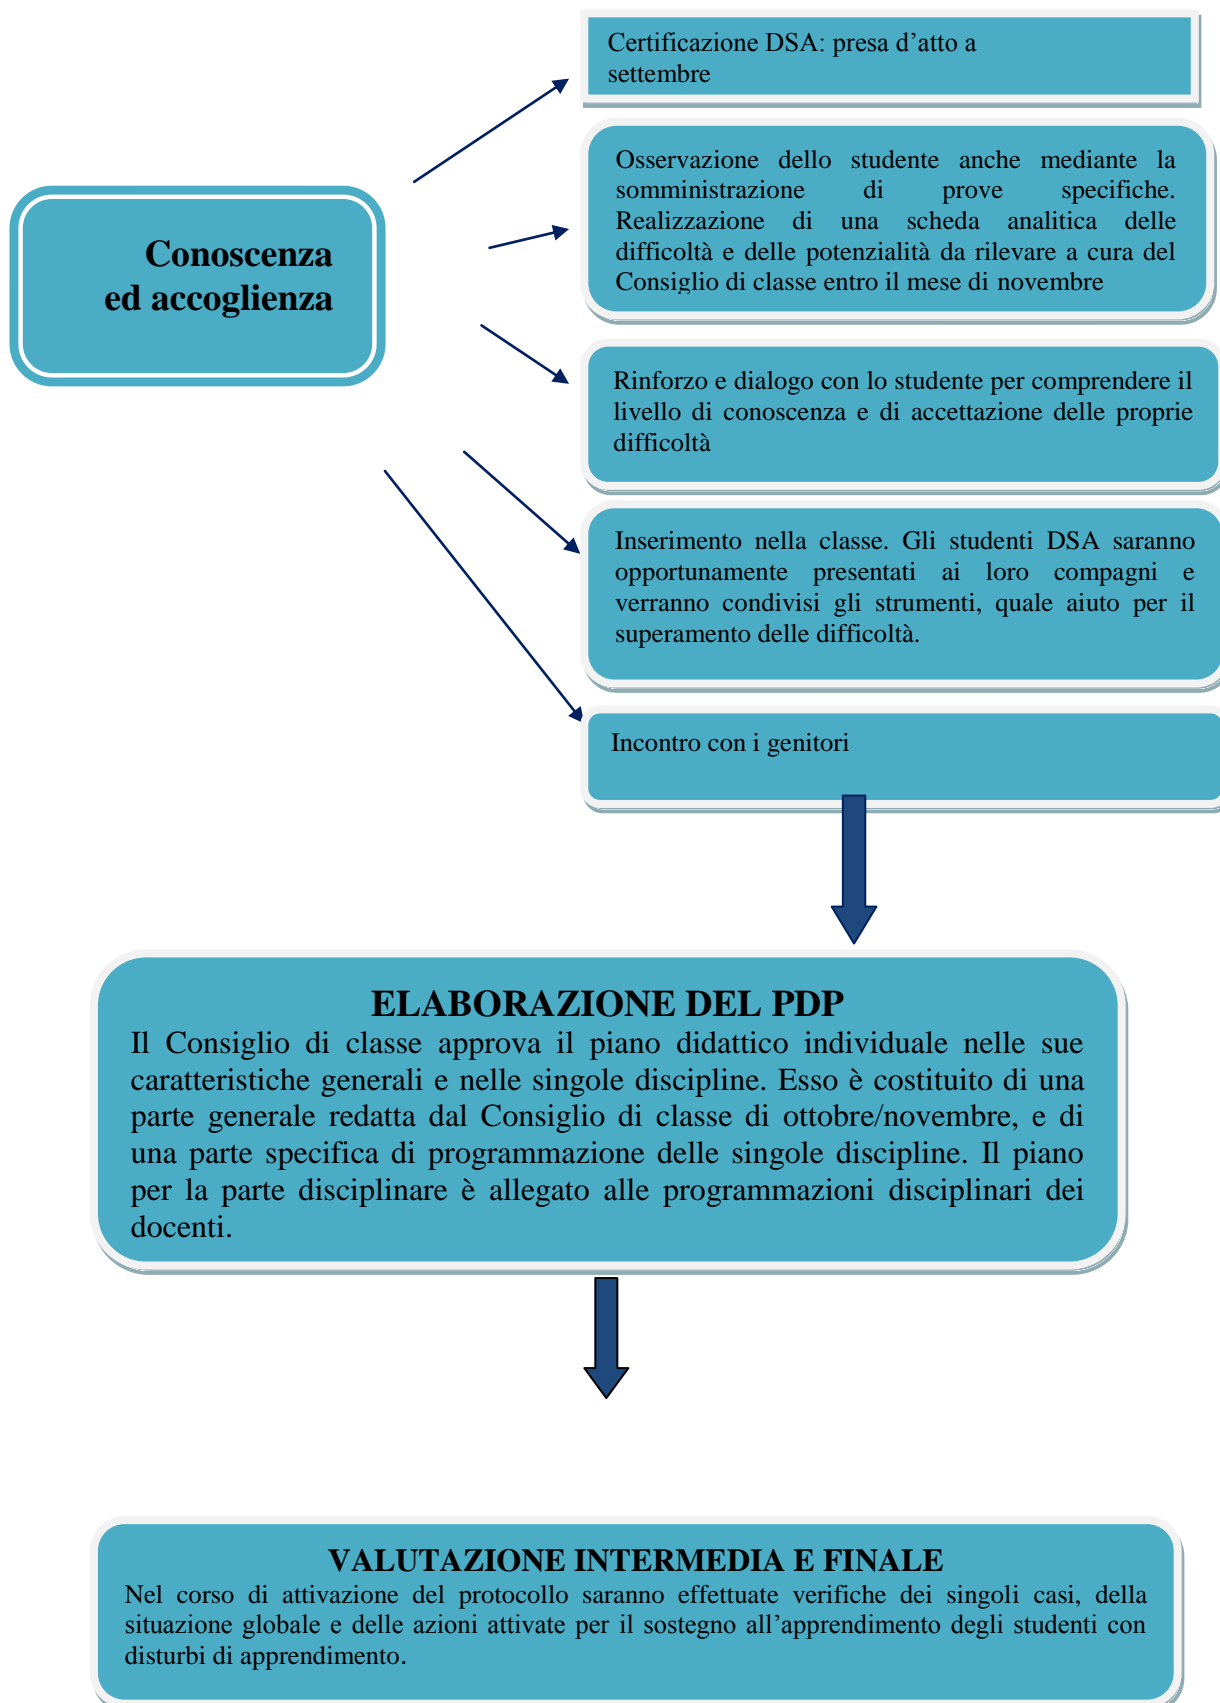 Certificazione DSA: presa d’atto a
settembre
Osservazione dello studente anche mediante la
somministrazione di prove specifiche.
Realizzazione di una scheda analitica delle
difficoltà e delle potenzialità da rilevare a cura del
Consiglio di classe entro il mese di novembre
Conoscenza
ed accoglienza
Rinforzo e dialogo con lo studente per comprendere il
livello di conoscenza e di accettazione delle proprie
difficoltà
Inserimento nella classe. Gli studenti DSA saranno
opportunamente presentati ai loro compagni e
verranno condivisi gli strumenti, quale aiuto per il
superamento delle difficoltà.
Incontro con i genitori
ELABORAZIONE DEL PDP
Il Consiglio di classe approva il piano didattico individuale nelle sue
caratteristiche generali e nelle singole discipline. Esso è costituito di una
parte generale redatta dal Consiglio di classe di ottobre/novembre, e di
una parte specifica di programmazione delle singole discipline. Il piano
per la parte disciplinare è allegato alle programmazioni disciplinari dei
docenti.
VALUTAZIONE INTERMEDIA E FINALE
Nel corso di attivazione del protocollo saranno effettuate verifiche dei singoli casi, della
situazione globale e delle azioni attivate per il sostegno all’apprendimento degli studenti con
disturbi di apprendimento.